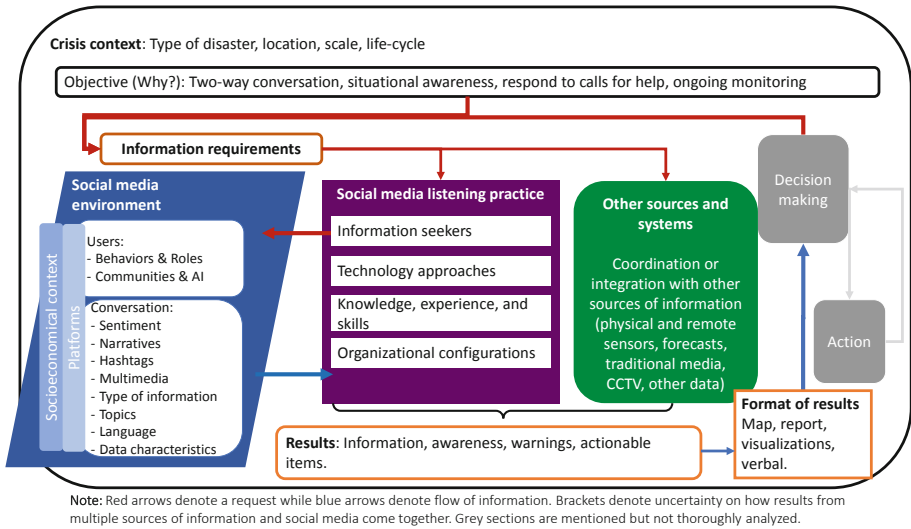 Crisis context: Type of disaster, location, scale, life-cycle
Objective (Why?): Two-way conversation, situational awareness, respond to calls for help, ongoing monitoring
Information requirements
Social media
environment
Socioeconomical context
Platforms
Users:
- Behaviors & Roles
- Communities & AI
Conversation:
- Sentiment
- Narratives
- Hashtags
- Multimedia
- Type of information
- Topics
- Language
- Data characteristics
Social media listening practice
Information seekers
Technology approaches
Knowledge, experience, and
skills
Organizational configurations
Other sources and
systems
Coordination or
integration with other
sources of information
(physical and remote
sensors, forecasts,
traditional media,
CCTV, other data)
Decision
making
Action
Results: Information, awareness, warnings, actionable
items.
Format of results
Map, report,
visualizations,
verbal.
Note: Red arrows denote a request while blue arrows denote flow of information. Brackets denote uncertainty on how results from
multiple sources of information and social media come together. Grey sections are mentioned but not thoroughly analyzed.